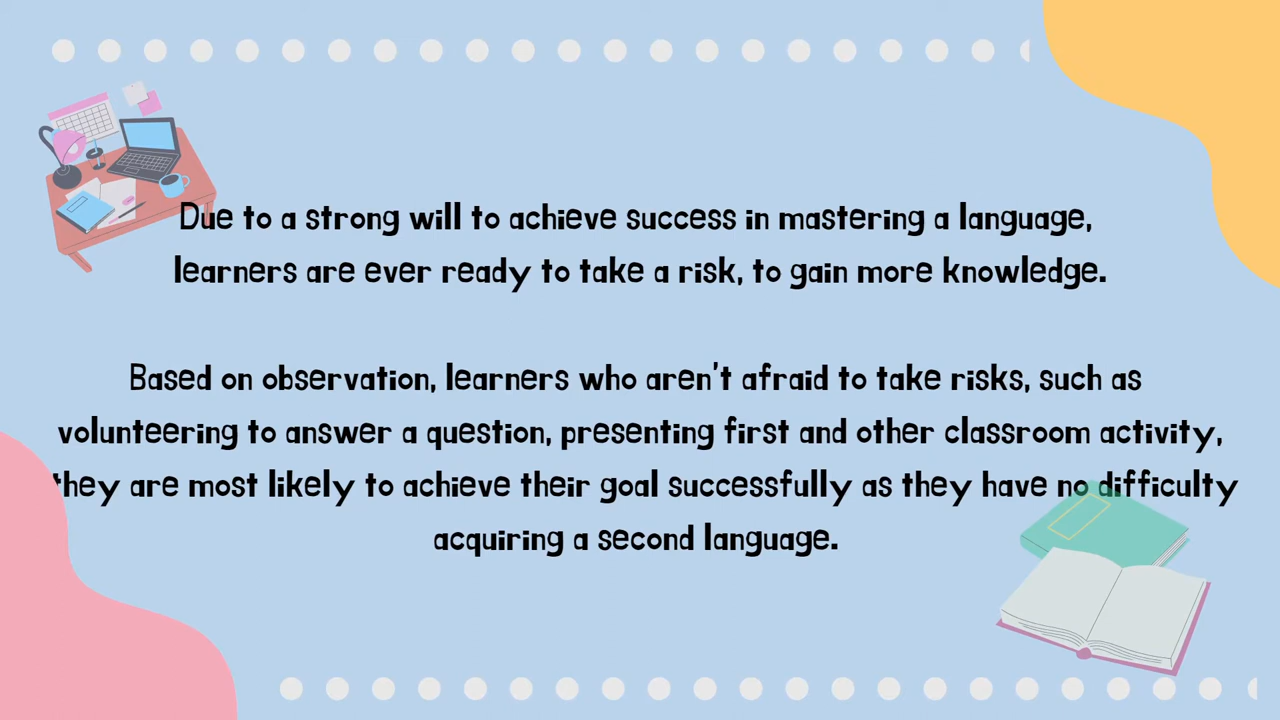 Due to a strong will to achieve success in mastering a language,
learners are ever ready to take a risk, to gain more knowledge.
Based on observation, learners who aren't afraid to take risks, such as
volunteering to answer a question, presenting first and other classroom activity,
they are most likely to achieve their goal successfully as they have no difficulty
acquiring a second language.